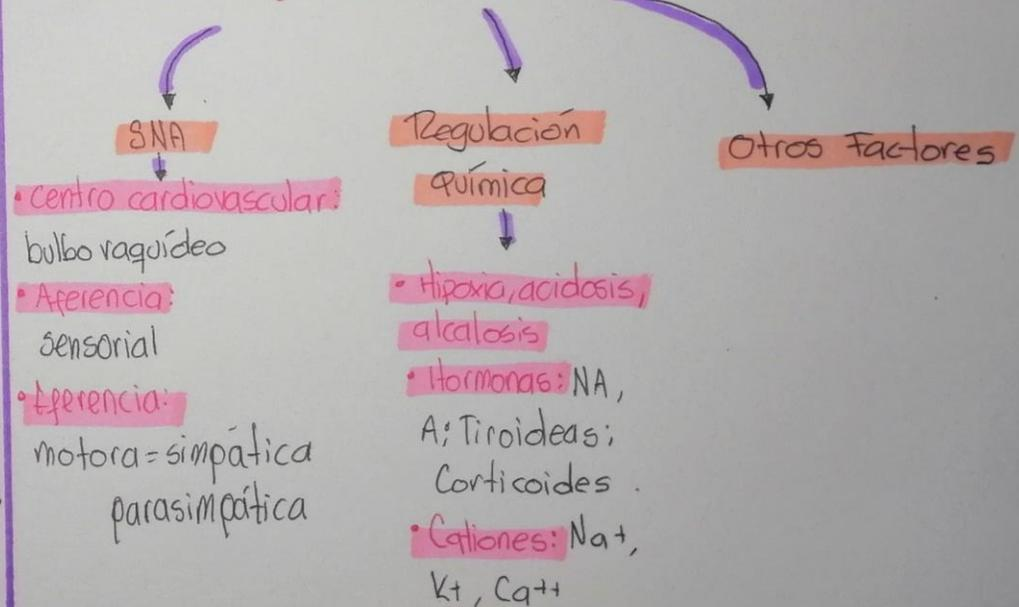 SNA
• Centro cardiovascular:
bulbo raquídeo
• Aferencia:
sensorial
• Eferencia:
motora = simpática
parasimpática
Regulación
Química
• Hipoxia, acidosis,
alcalosis
• Hormonas: NA,
A; Tiroideas;
Corticoides.
• Cationes: Na+,
K+, Ca++
Otros Factores